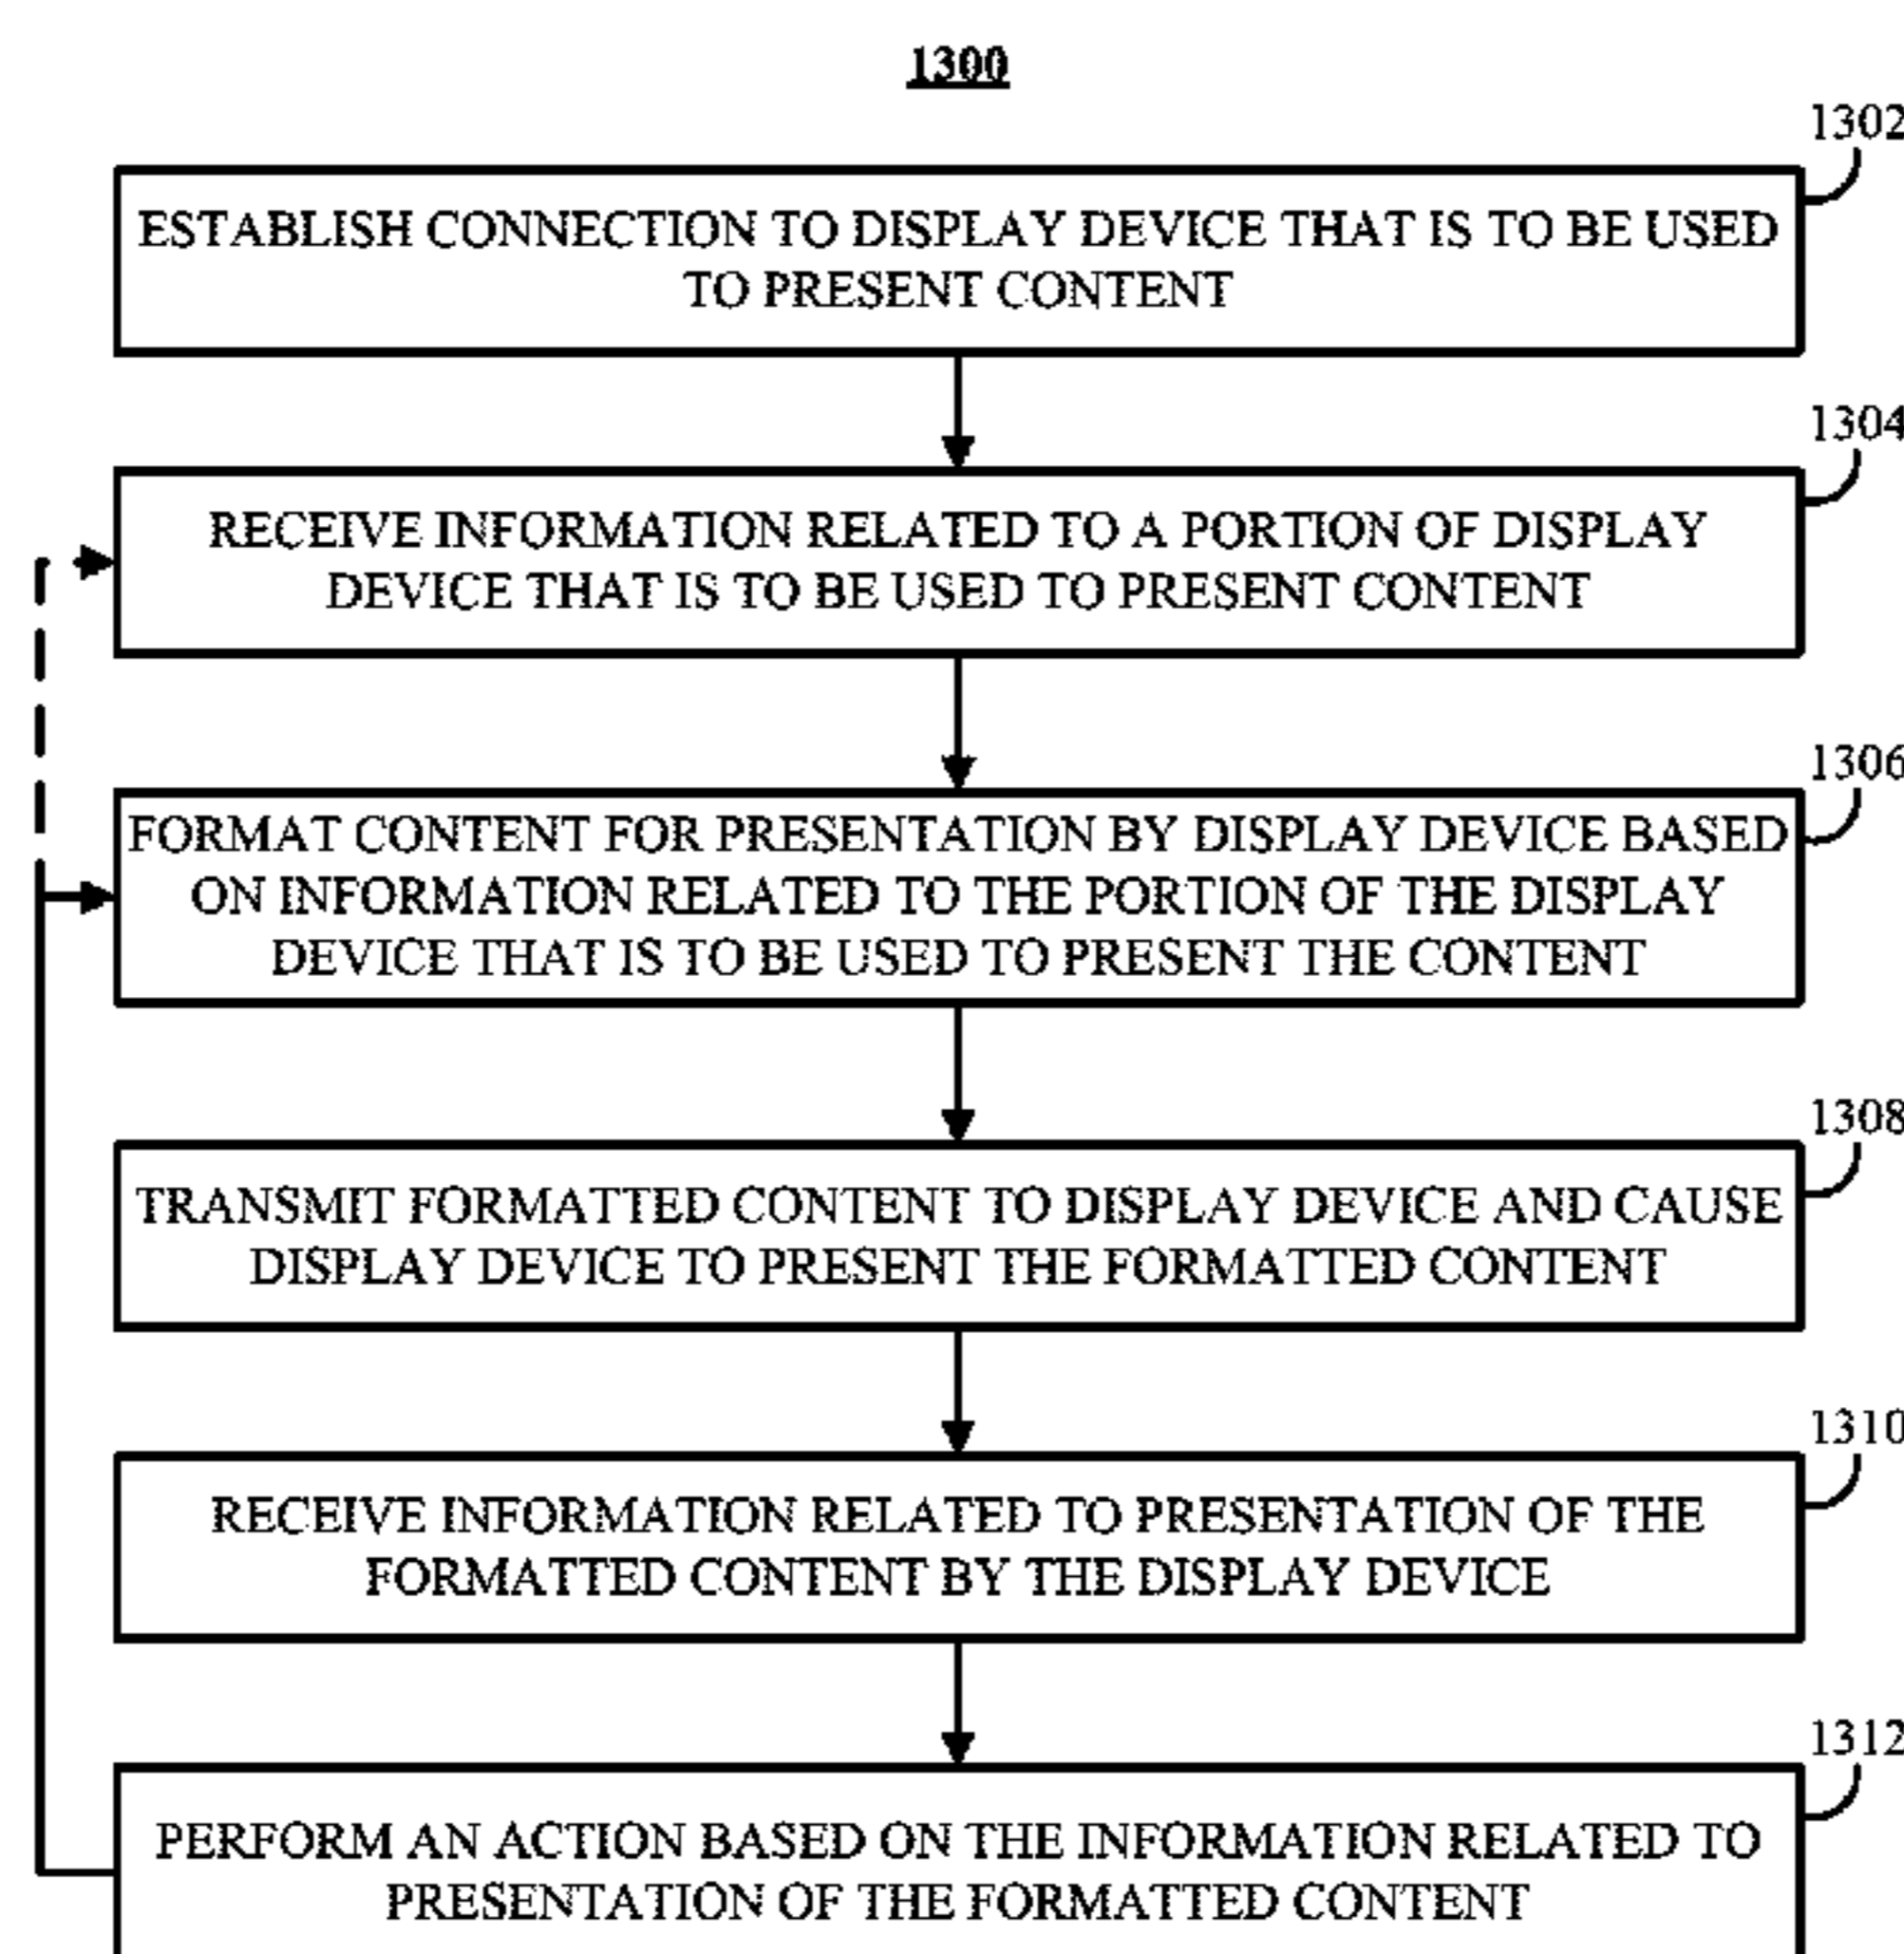 1300
1302
ESTABLISH CONNECTION TO DISPLAY DEVICE THAT IS TO BE USED
TO PRESENT CONTENT
1304
RECEIVE INFORMATION RELATED TO A PORTION OF DISPLAY
DEVICE THAT IS TO BE USED TO PRESENT CONTENT
1306
FORMAT CONTENT FOR PRESENTATION BY DISPLAY DEVICE BASED
ON INFORMATION RELATED TO THE PORTION OF THE DISPLAY
DEVICE THAT IS TO BE USED TO PRESENT THE CONTENT
1308
TRANSMIT FORMATTED CONTENT TO DISPLAY DEVICE AND CAUSE
DISPLAY DEVICE TO PRESENT THE FORMATTED CONTENT
1310
RECEIVE INFORMATION RELATED TO PRESENTATION OF THE
FORMATTED CONTENT BY THE DISPLAY DEVICE
1312
PERFORM AN ACTION BASED ON THE INFORMATION RELATED TO
PRESENTATION OF THE FORMATTED CONTENT